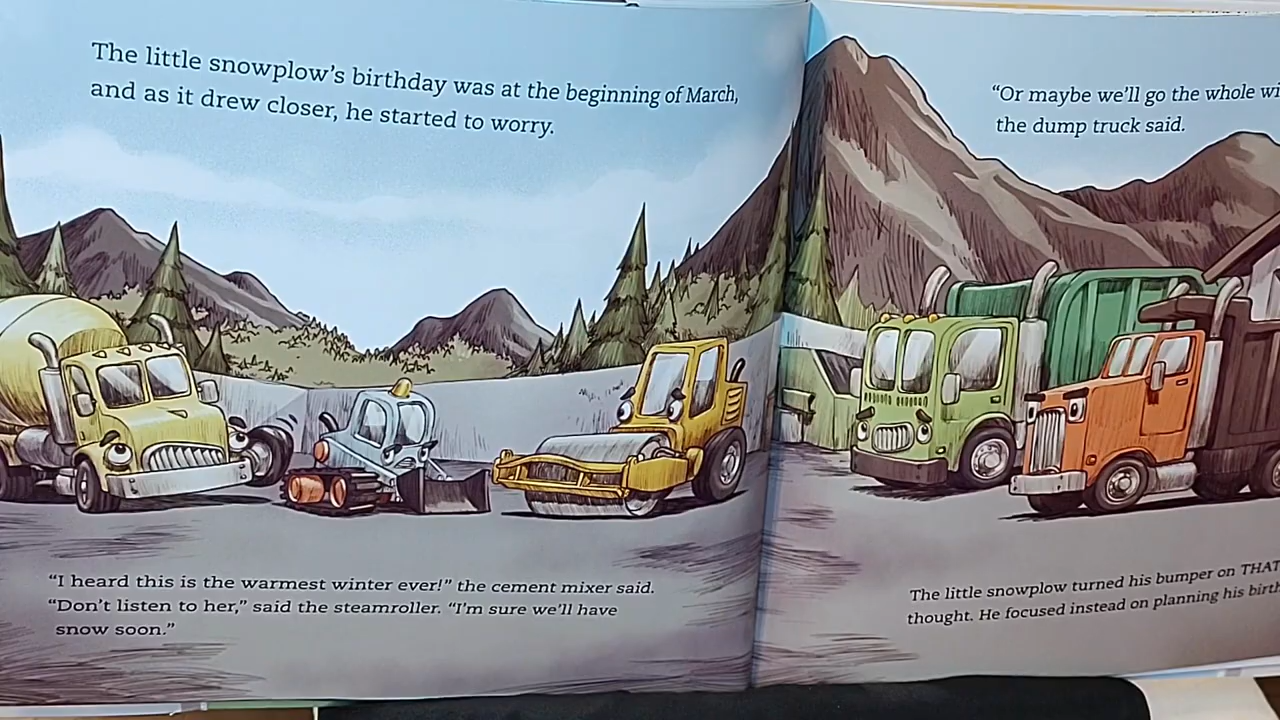 The little snowplow's birthday was at the beginning of March,
and as it drew closer, he started to worry.
"I heard this is the warmest winter ever!" the cement mixer said.
"Don't listen to her," said the steamroller. "I'm sure we'll have
snow soon."
"Or maybe we'll go the whole
the dump truck said.
The little snowplow turned his bumper on THAT
thought. He focused instead on planning his